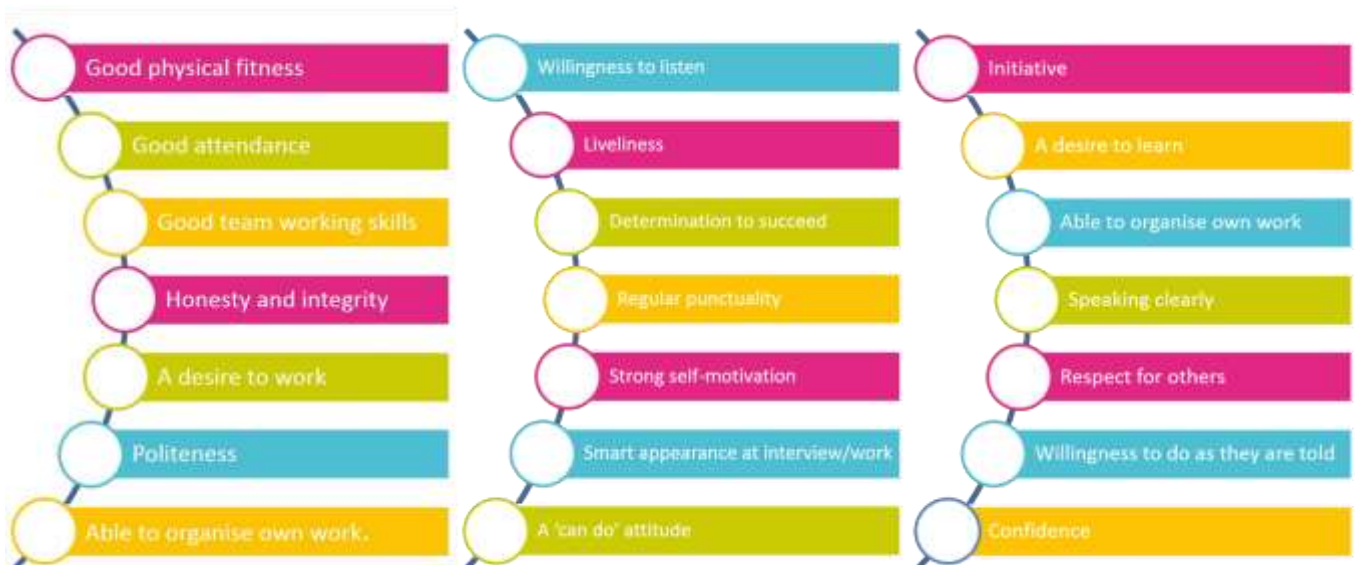 Good physical fitness
Good attendance
Good team working skills
Honesty and integrity
A desire to work
Politeness
Able to organise own work.
Willingness to listen
Liveliness
Determination to succeed
Regular punctuality
Strong self-motivation
Smart appearance at interview/work
A ‘can do’ attitude
Initiative
A desire to learn
Able to organise own work
Speaking clearly
Respect for others
Willingness to do as they are told
Confidence